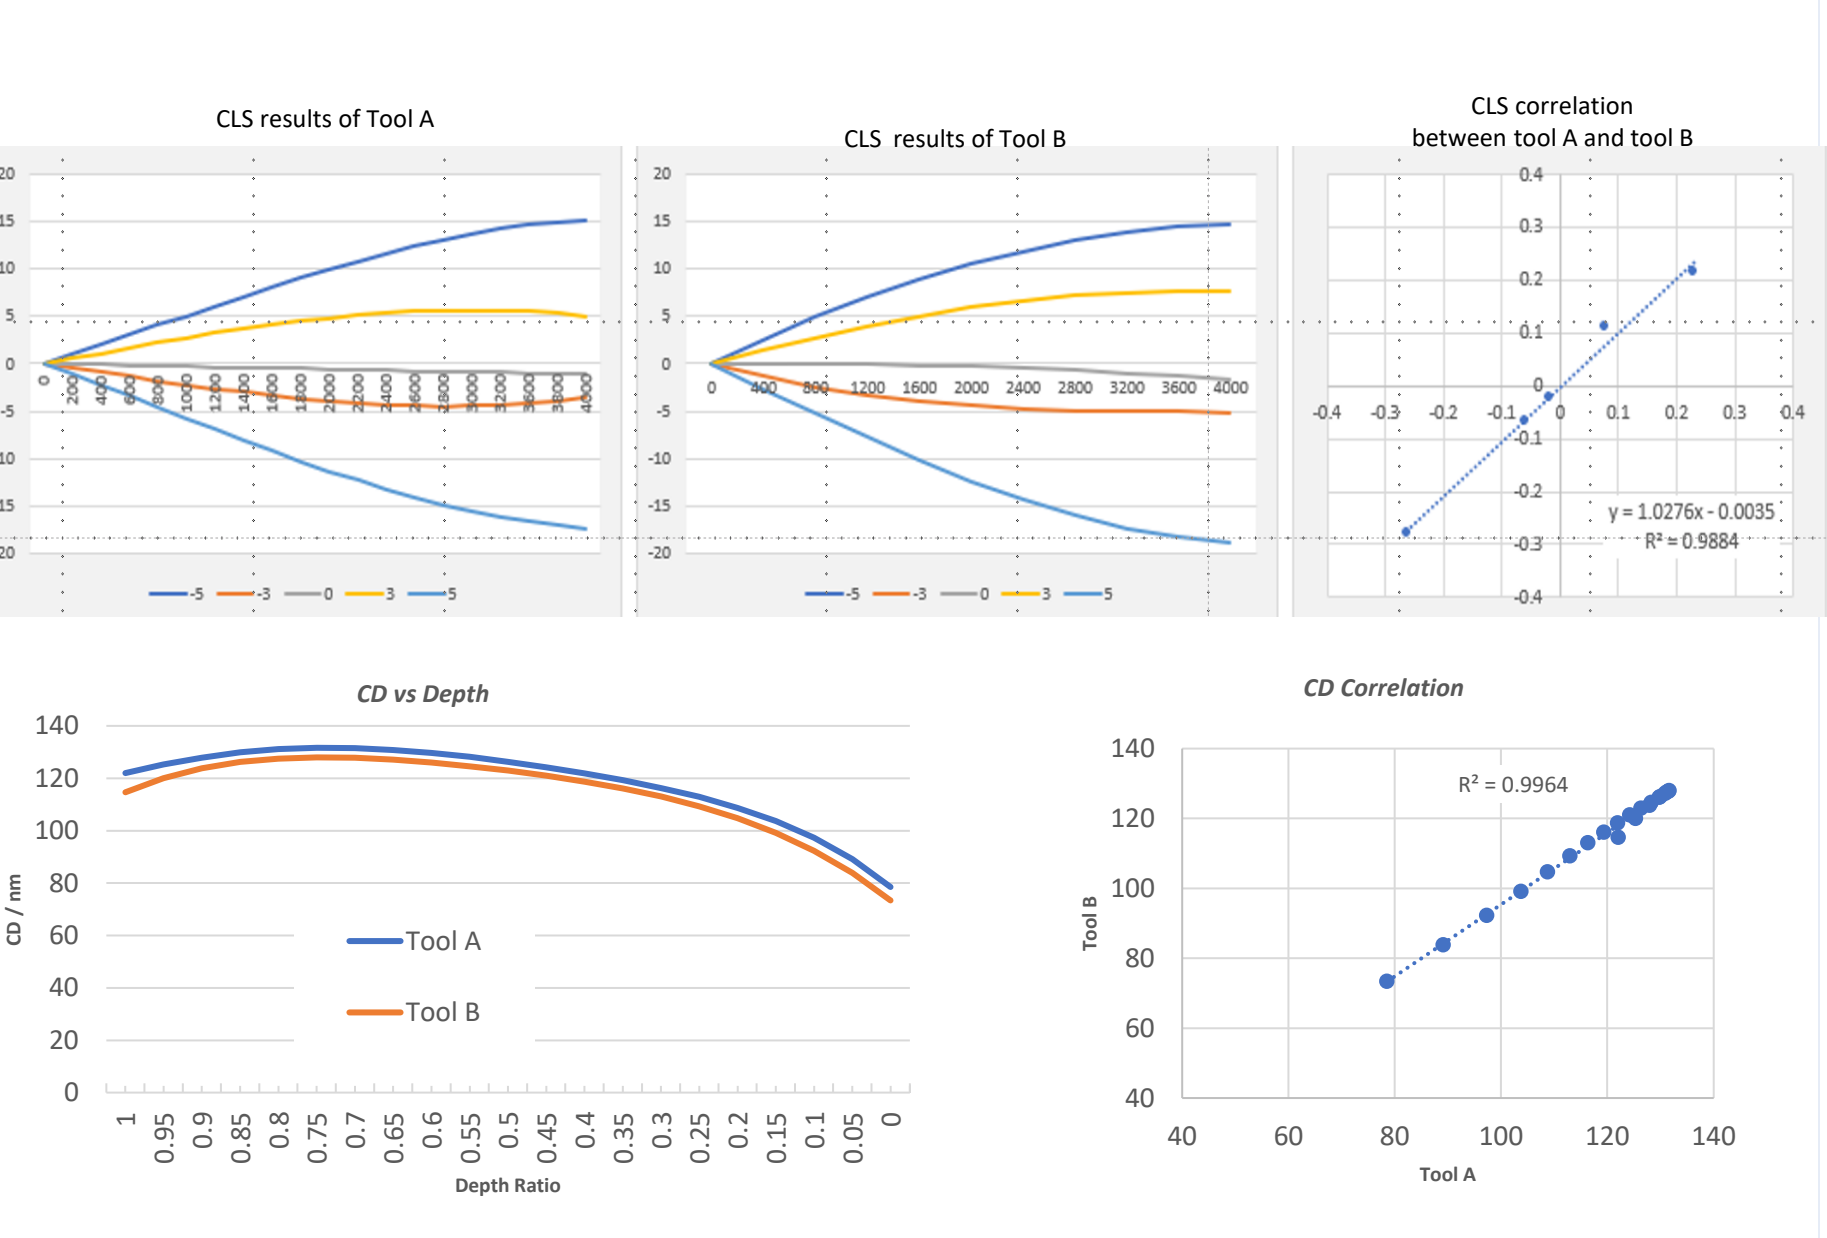 CLS results of Tool A
20
15
10
5
0
-5
10
15
20
0 200 400 600 800 1000 1200 1400 1600 1800 2000 2200 2400 2600 2800 3000 3200 3400 3600 3800 4000
-5 -3 0 3 5
CLS  results of Tool B
20
15
10
5
0
-5
-10
-15
-20
0 400 800 1200 1600 2000 2400 2800 3200 3600 4000
-5 -3 0 3 5
CLS correlation
between tool A and tool B
0.4
0.3
0.2
0.1
0
-0.1
-0.2
-0.3
-0.4
-0.4 -0.3 -0.2 -0.1 0 0.1 0.2 0.3 0.4
y = 1.0276x - 0.0035
R² = 0.9884
CD vs Depth
CD / nm
140
120
100
80
60
40
20
0
Tool A
Tool B
1 0.95 0.9 0.85 0.8 0.75 0.7 0.65 0.6 0.55 0.5 0.45 0.4 0.35 0.3 0.25 0.2 0.15 0.1 0.05 0
Depth Ratio
CD Correlation
Tool B
140
120
100
80
60
40
R² = 0.9964
40 60 80 100 120 140
Tool A